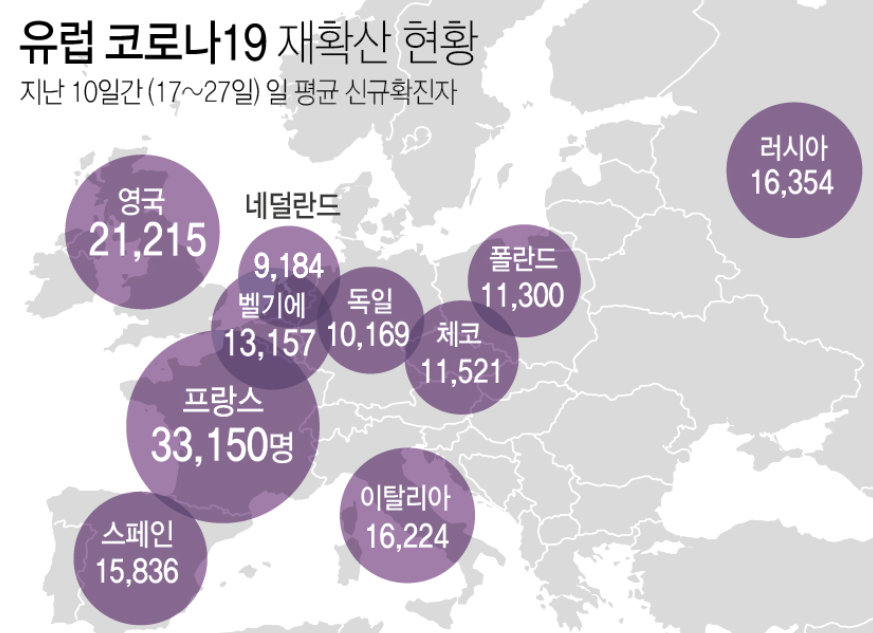 유럽 코로나19 재확산 현황
지난 10일간 (17~27일) 일 평균 신규확진자
러시아
16,354
영국
21,215
네덜란드
9,184
폴란드
11,300
벨기에
13,157
독일
10,169
체코
11,521
프랑스
33,150명
이탈리아
16,224
스페인
15,836